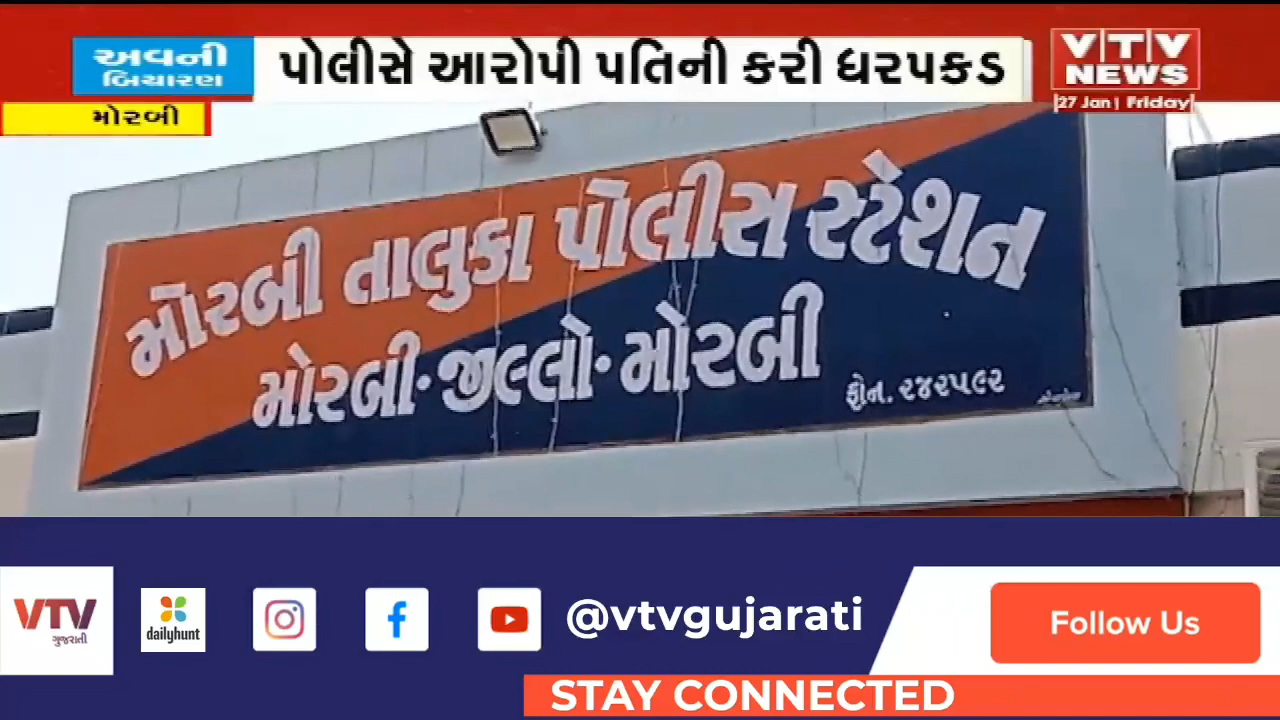 અવની
બિચારણ
પોલીસે આરોપી પતિની કરી ધરપકડ
VTV
NEWS
27 Jan | Friday
મોરબી
મોરબી તાલુકા પોલીસ સ્ટેશન
મોરબી·જીલ્લો·મોરબી
ફોન. ૨૪૨૫૯૨
VTV
ગુજરાતી
dailyhunt
@vtvgujarati
Follow Us
STAY CONNECTED